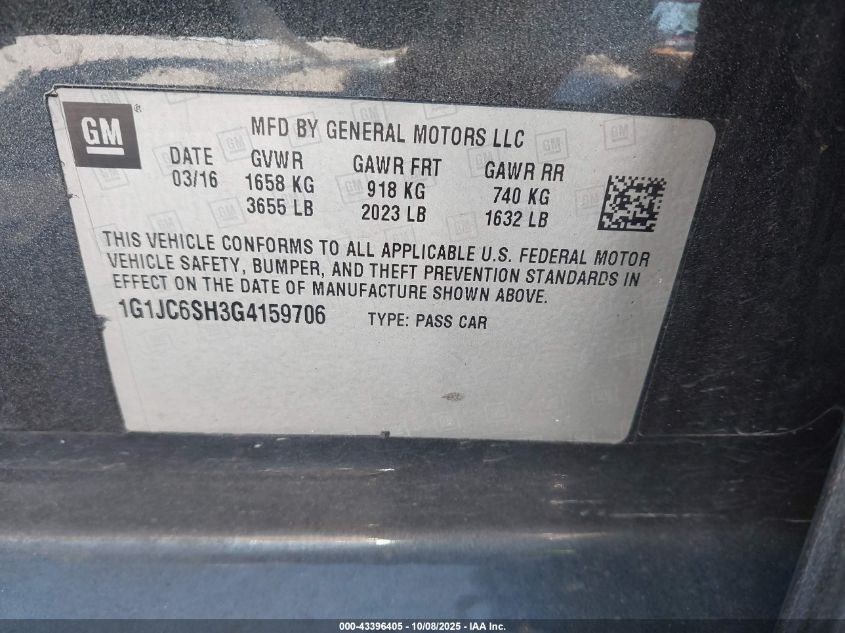 GM ®
MFD BY GENERAL MOTORS LLC
DATE GVWR GAWR FRT GAWR RR
03/16 1658 KG 918 KG 740 KG
3655 LB 2023 LB 1632 LB
THIS VEHICLE CONFORMS TO ALL APPLICABLE U.S. FEDERAL MOTOR
VEHICLE SAFETY, BUMPER, AND THEFT PREVENTION STANDARDS IN
EFFECT ON THE DATE OF MANUFACTURE SHOWN ABOVE.
1G1JC6SH3G4159706 TYPE: PASS CAR
000-43396405 - 10/08/2025 - IAA Inc.